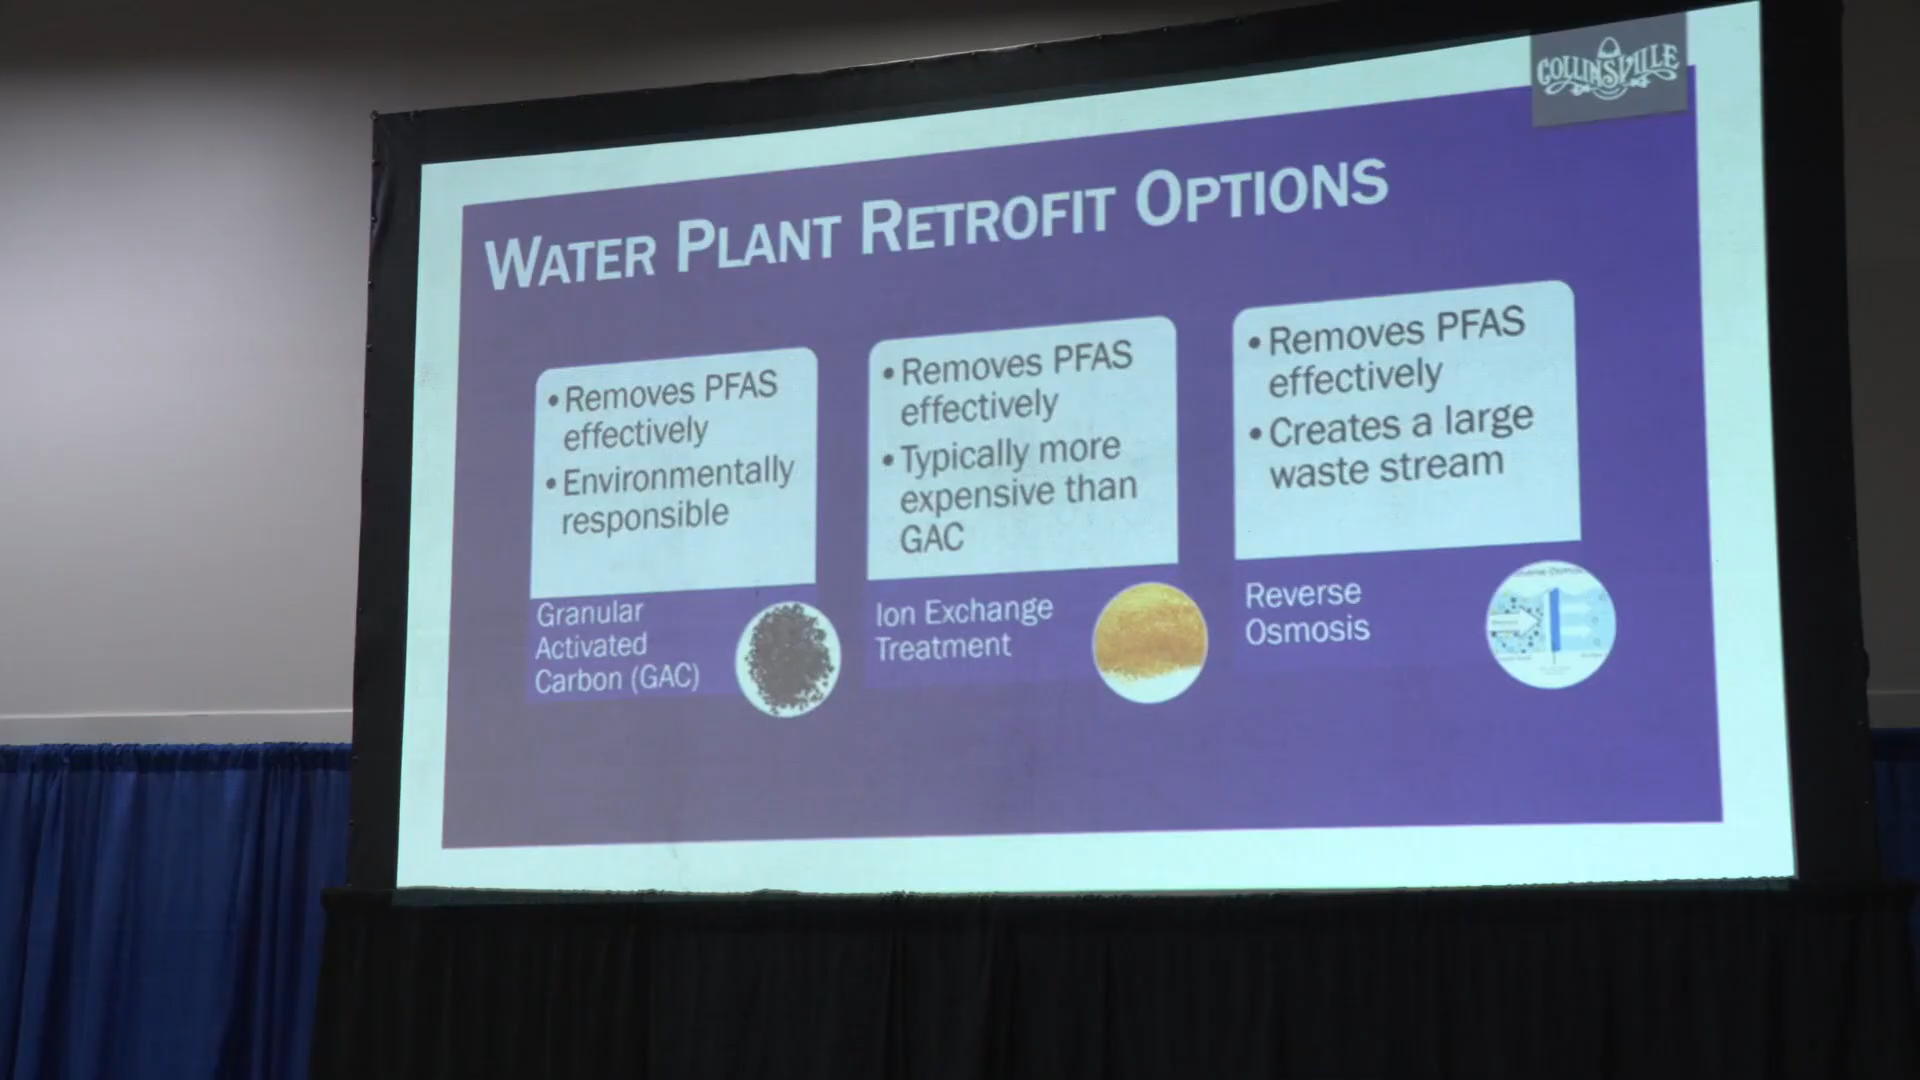 COLLINSVILLE
WATER PLANT RETROFIT OPTIONS
• Removes PFAS
effectively
• Environmentally
responsible
Granular
Activated
Carbon (GAC)
• Removes PFAS
effectively
• Typically more
expensive than
GAC
Ion Exchange
Treatment
• Removes PFAS
effectively
• Creates a large
waste stream
Reverse
Osmosis